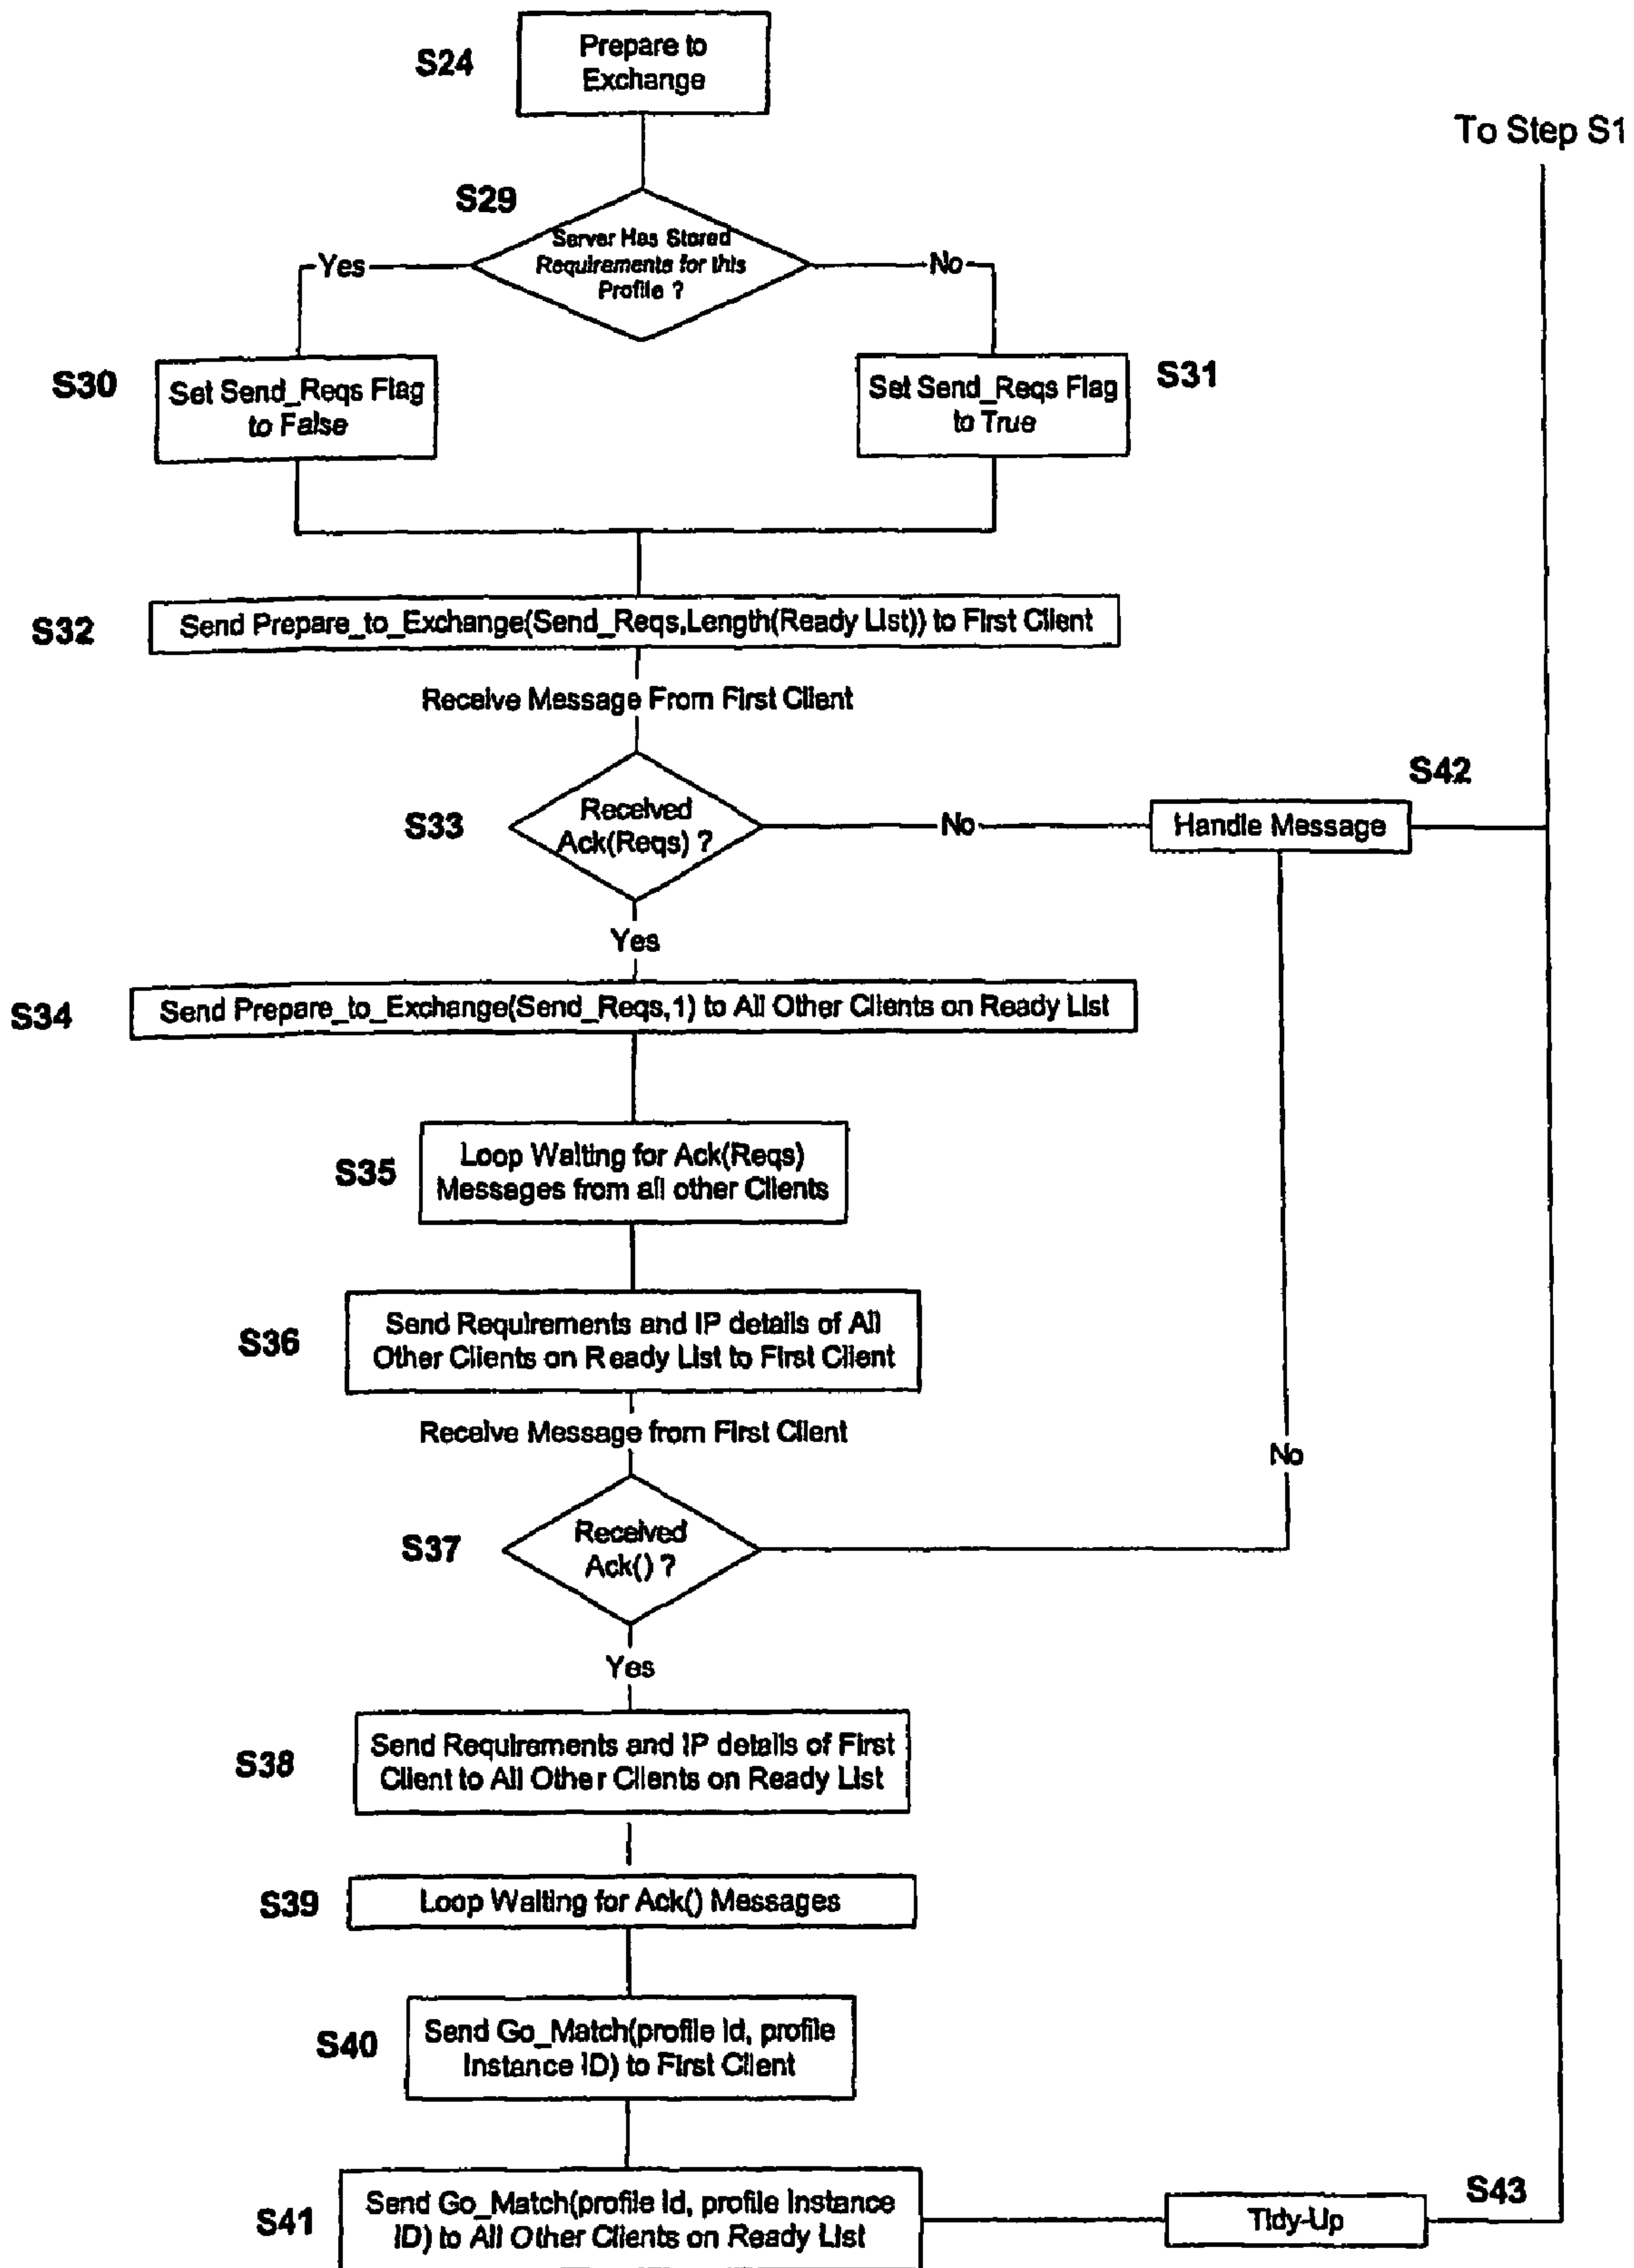 S24
Prepare to
Exchange
To Step S1
S29
Server Has Stored
Requirements for this
Profile ?
Yes
No
S30
Set Send_Reqs Flag
to False
Set Send_Reqs Flag
to True
S31
S32
Send Prepare_to_Exchange(Send_Reqs,Length(Ready List)) to First Client
Receive Message From First Client
S42
S33
Received
Ack(Reqs) ?
No
Handle Message
Yes
S34
Send Prepare_to_Exchange(Send_Reqs,1) to All Other Clients on Ready List
S35
Loop Waiting for Ack(Reqs)
Messages from all other Clients
S36
Send Requirements and IP details of All
Other Clients on Ready List to First Client
Receive Message from First Client
No
S37
Received
Ack() ?
Yes
S38
Send Requirements and IP details of First
Client to All Other Clients on Ready List
S39
Loop Waiting for Ack() Messages
S40
Send Go_Match(profile Id, profile
Instance ID) to First Client
S41
Send Go_Match(profile Id, profile Instance
ID) to All Other Clients on Ready List
Tidy-Up
S43